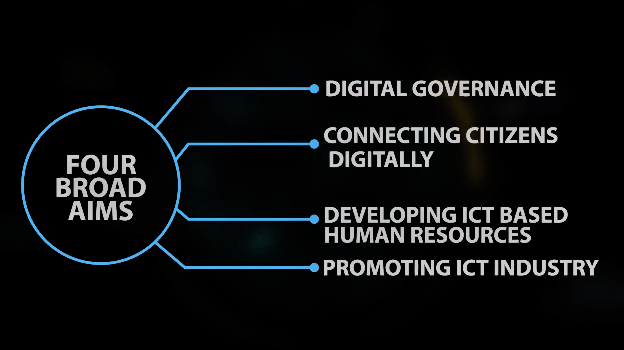 FOUR
BROAD
AIMS
DIGITAL GOVERNANCE
CONNECTING CITIZENS
DIGITALLY
DEVELOPING ICT BASED
HUMAN RESOURCES
PROMOTING ICT INDUSTRY